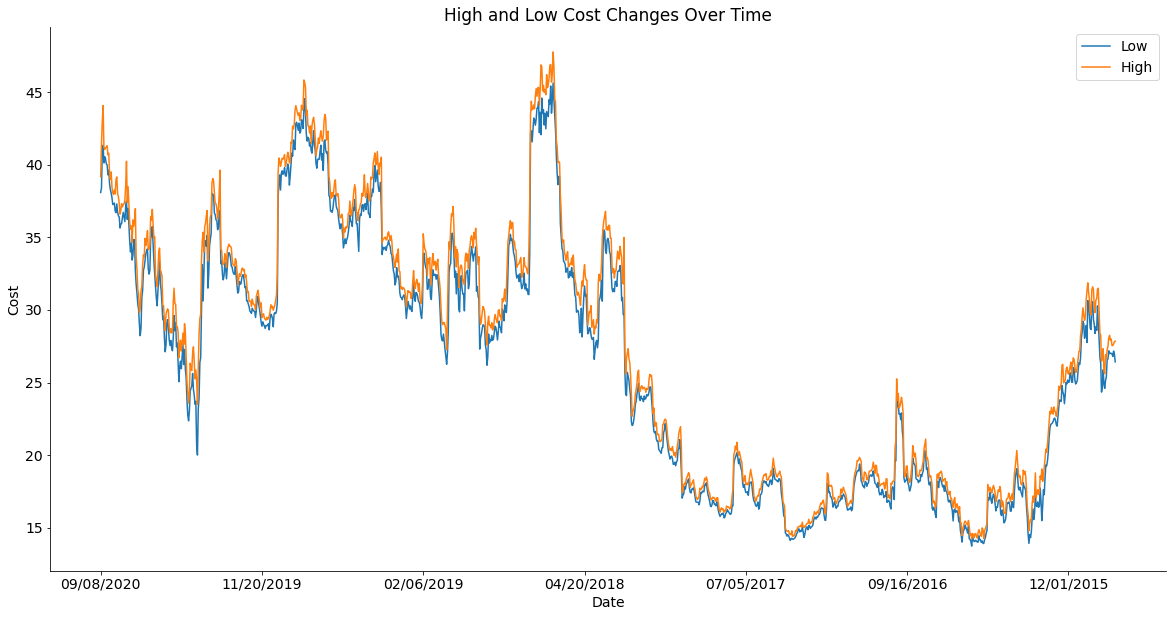 High and Low Cost Changes Over Time
Low
High
45
40
35
30
25
20
15
Cost
09/08/2020 11/20/2019 02/06/2019 04/20/2018 07/05/2017 09/16/2016 12/01/2015
Date